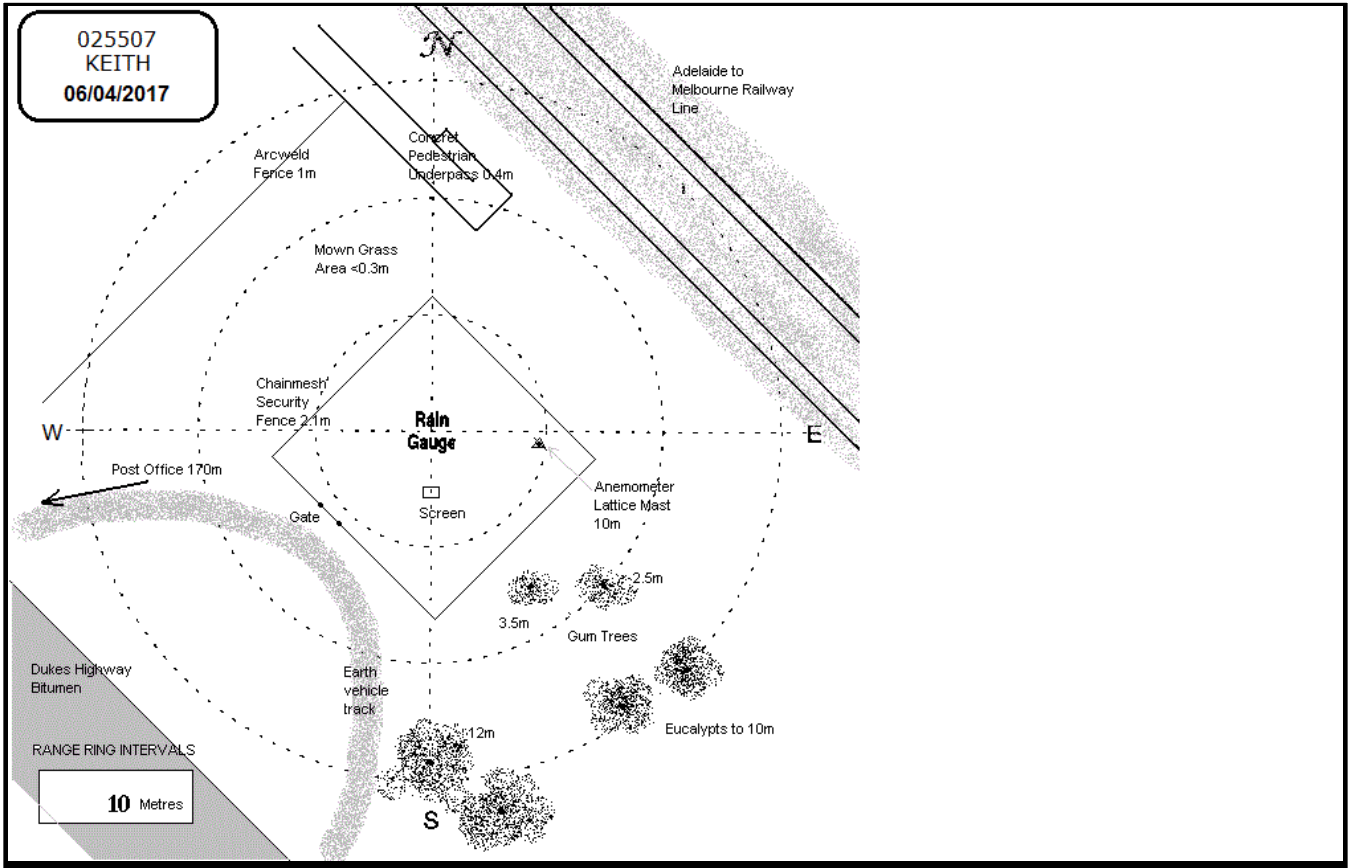 025507
KEITH
06/04/2017
N
Adelaide to
Melbourne Railway
Line
Arcweld
Fence 1m
Concret
Pedestrian
Underpass 0.4m
Mown Grass
Area <0.3m
Chainmesh
Security
Fence 2.1m
Rain
Gauge
W
E
Post Office 170m
Anemometer
Lattice Mast
10m
Gate
Screen
2.5m
3.5m
Gum Trees
Dukes Highway
Bitumen
Earth
vehicle
track
12m
Eucalypts to 10m
RANGE RING INTERVALS
10 Metres
S